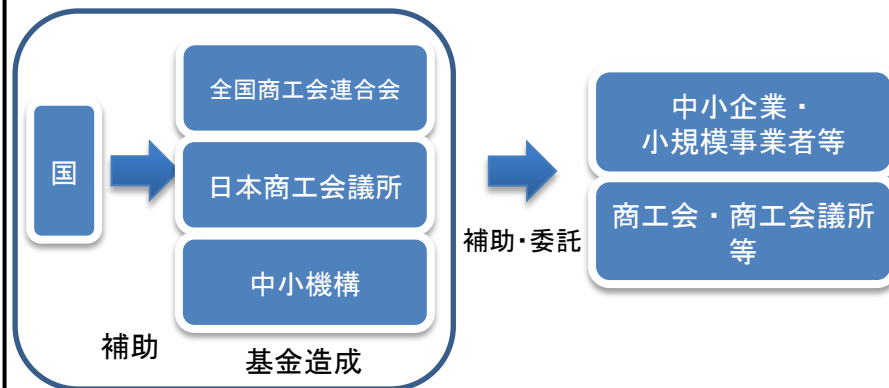 国
全国商工会連合会
日本商工会議所
中小機構
補助
基金造成
補助・委託
中小企業・
小規模事業者等
商工会・商工会議所
等